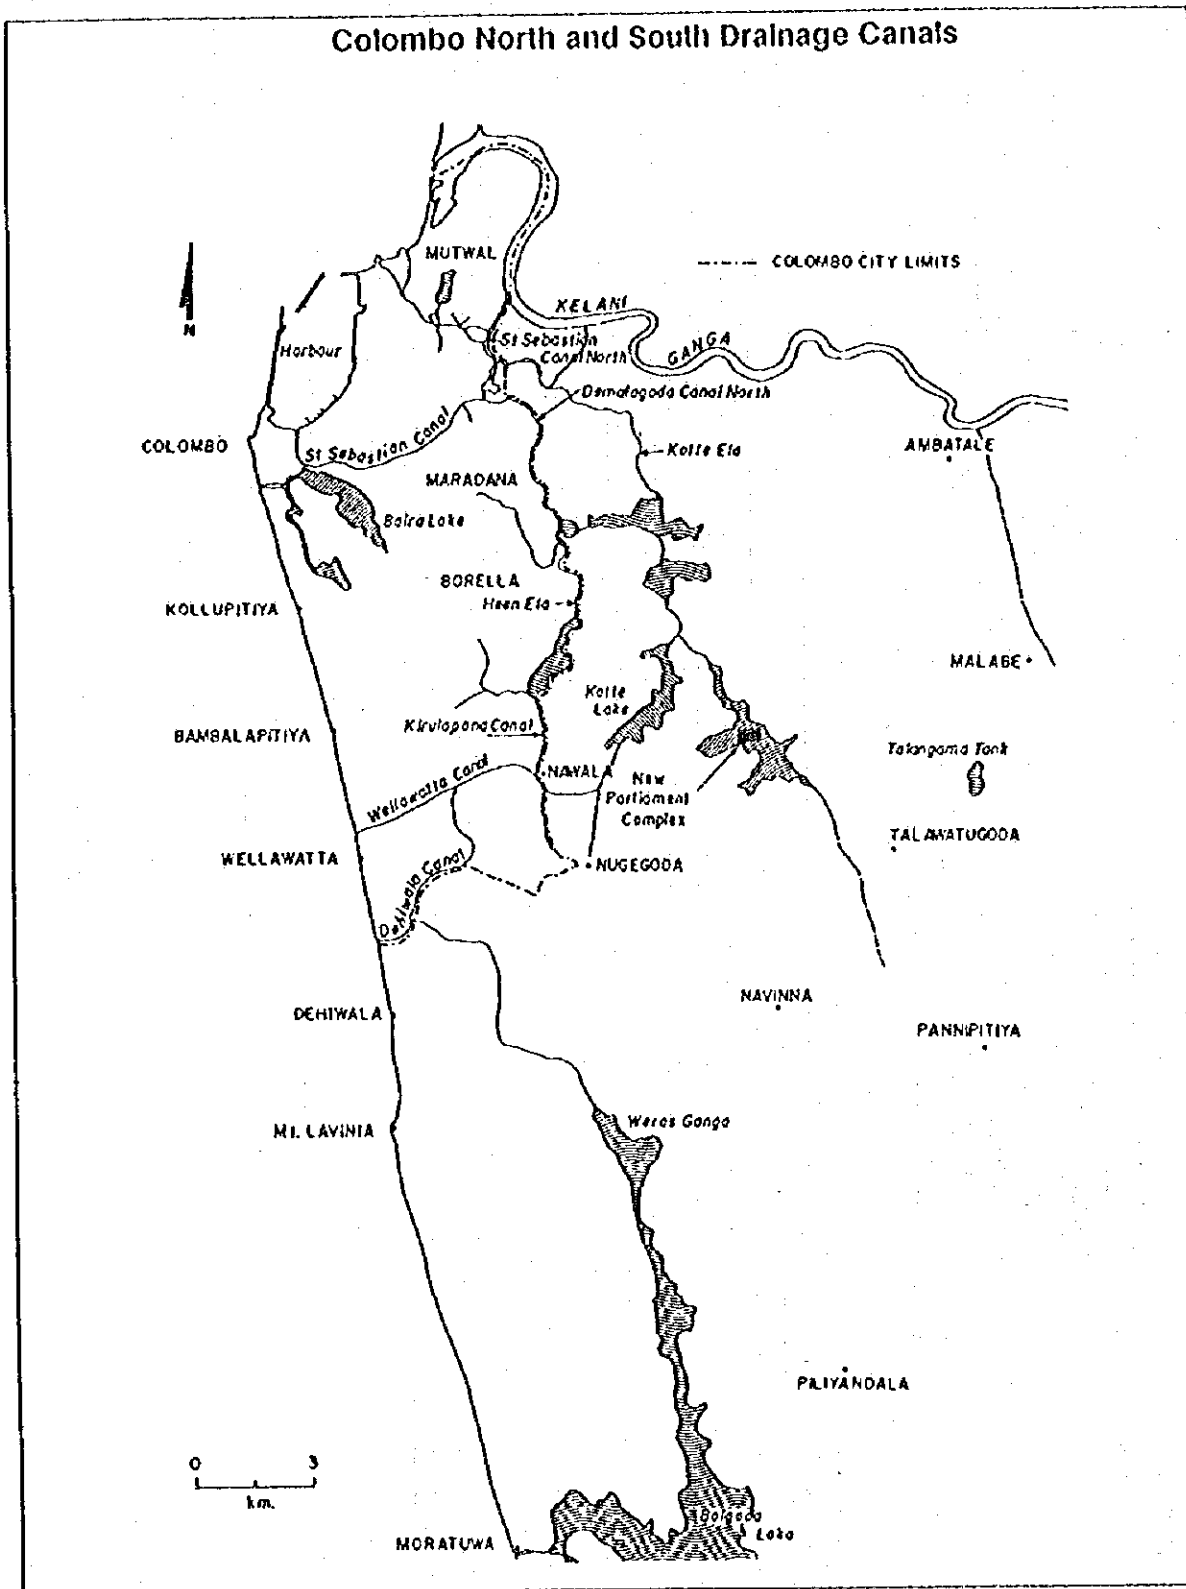 Colombo North and South Drainage Canals
MUTWAL
COLOMBO CITY LIMITS
N
KELANI
GANGA
Harbour
St Sebastian
Canal North
Dematagoda Canal North
COLOMBO
St Sebastian Canal
Kotte Ela
AMBATALE
MARADANA
Beira Lake
BORELLA
Heen Ela
KOLLUPITIYA
MALABE
Kotte
Lake
Kirulapana Canal
BAMBALAPITIYA
Talangama Tank
NAWALA
New
Parliament
Complex
Wellawatta Canal
TALAWATUGODA
WELLAWATTA
NUGEGODA
Dehiwala Canal
NAVINNA
DEHIWALA
PANNIPITIYA
Weras Ganga
Mt. LAVINIA
PILIYANDALA
0 3
km.
Bolgoda
Lake
MORATUWA